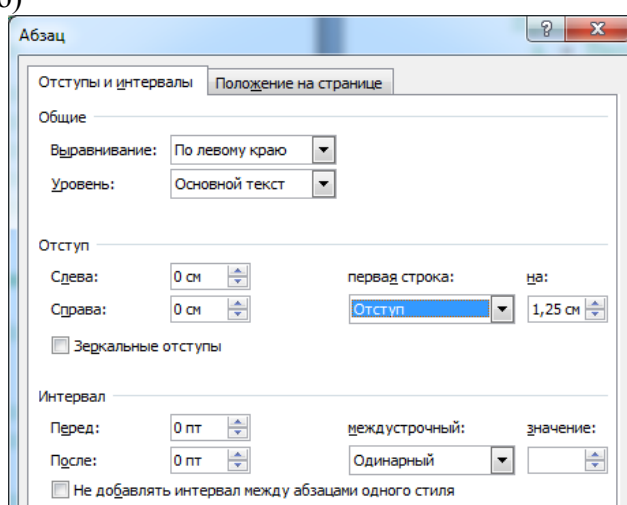 б)
Абзац
Отступы и интервалы Положение на странице
Общие
Выравнивание: По левому краю
Уровень: Основной текст
Отступ
Слева: 0 см первая строка: на:
Справа: 0 см Отступ 1,25 см
Зеркальные отступы
Интервал
Перед: 0 пт междустрочный: значение:
После: 0 пт Одинарный
Не добавлять интервал между абзацами одного стиля